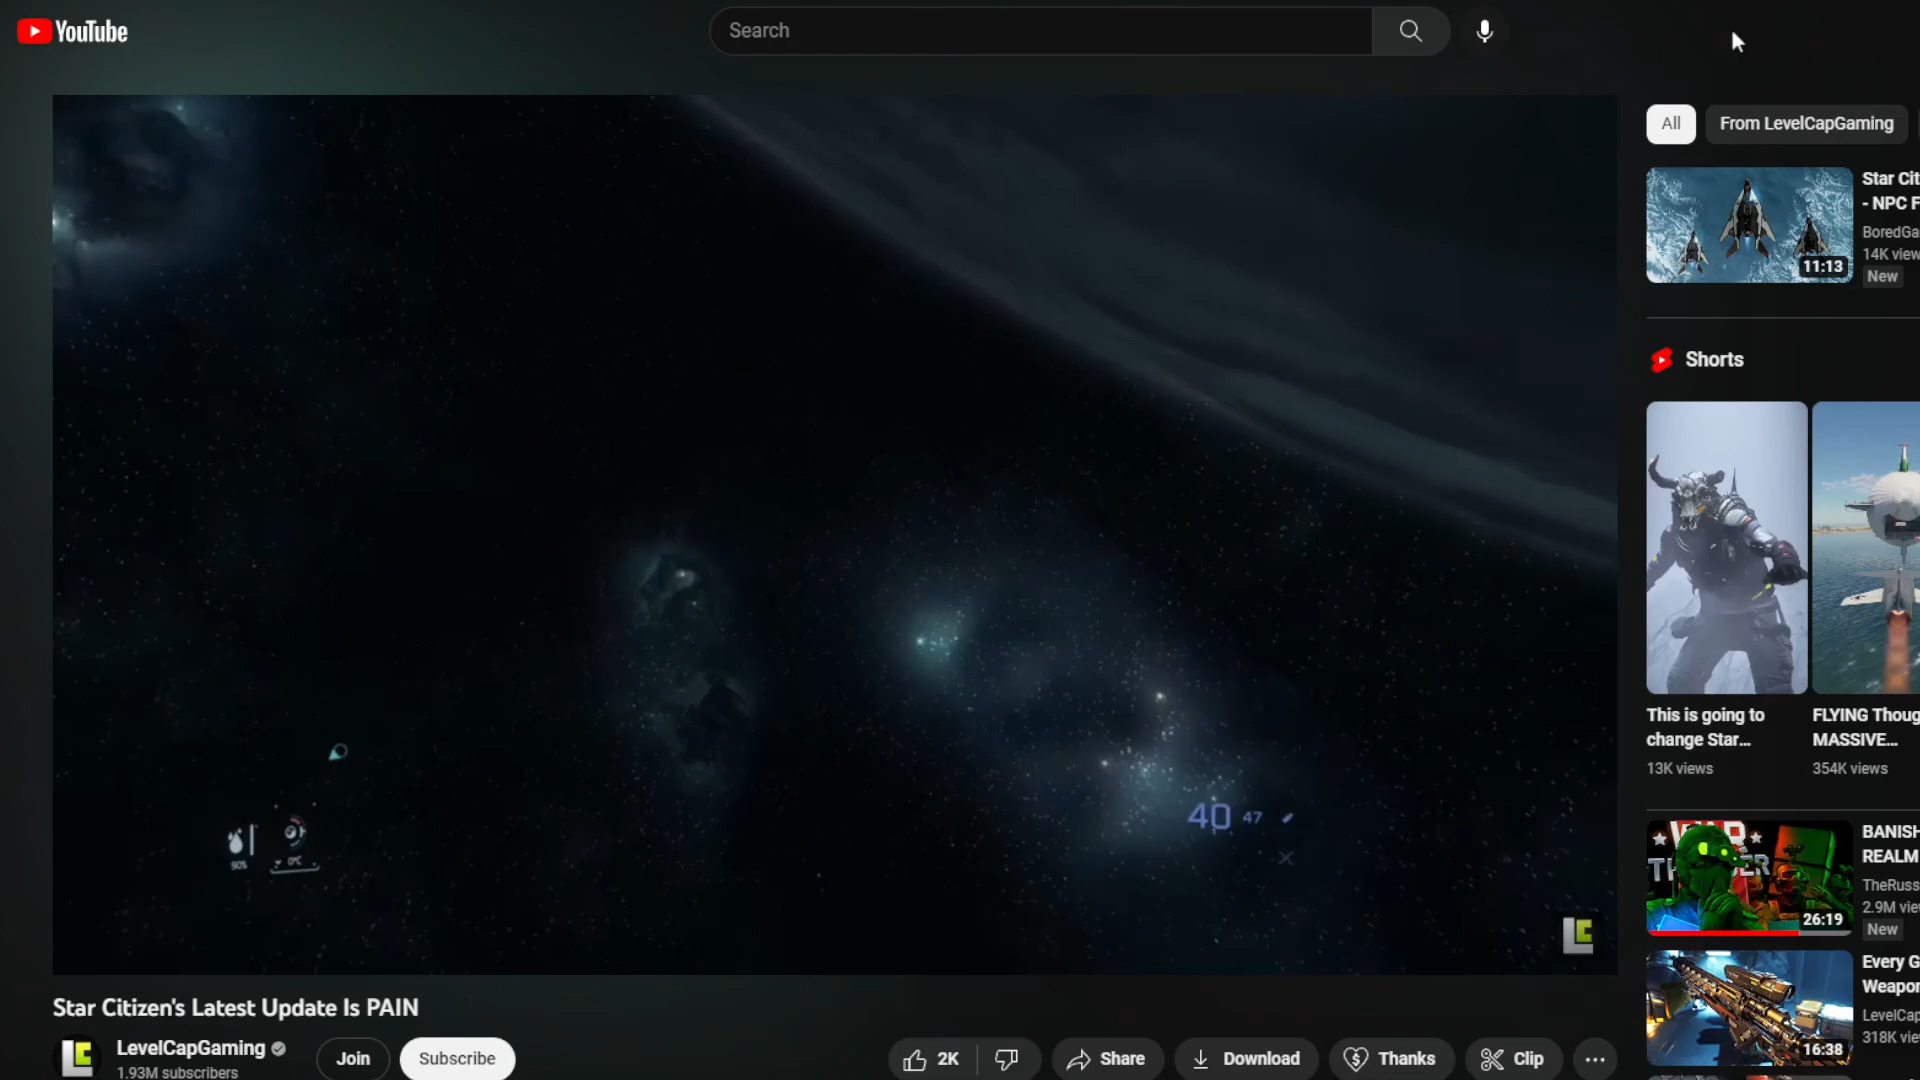 YouTube
Search
All
From LevelCapGaming
Star Cit
- NPC F
BoredGa
14K view
New
11:13
Shorts
This is going to
change Star...
13K views
FLYING Thoug
MASSIVE...
354K views
40 47
90%
0°C
BANISH
REALM
TheRuss
2.9M vie
New
26:19
Every G
Weapon
LevelCap
318K vie
16:38
Star Citizen's Latest Update Is PAIN
LevelCapGaming
1.93M subscribers
Join
Subscribe
2K
Share
Download
Thanks
Clip